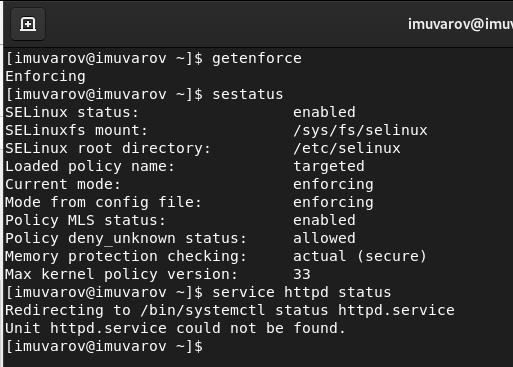 imuvarov@imuv
[imuvarov@imuvarov ~]$ getenforce
Enforcing
[imuvarov@imuvarov ~]$ sestatus
SELinux status:                 enabled
SELinuxfs mount:                /sys/fs/selinux
SELinux root directory:         /etc/selinux
Loaded policy name:             targeted
Current mode:                   enforcing
Mode from config file:          enforcing
Policy MLS status:              enabled
Policy deny_unknown status:     allowed
Memory protection checking:     actual (secure)
Max kernel policy version:      33
[imuvarov@imuvarov ~]$ service httpd status
Redirecting to /bin/systemctl status httpd.service
Unit httpd.service could not be found.
[imuvarov@imuvarov ~]$